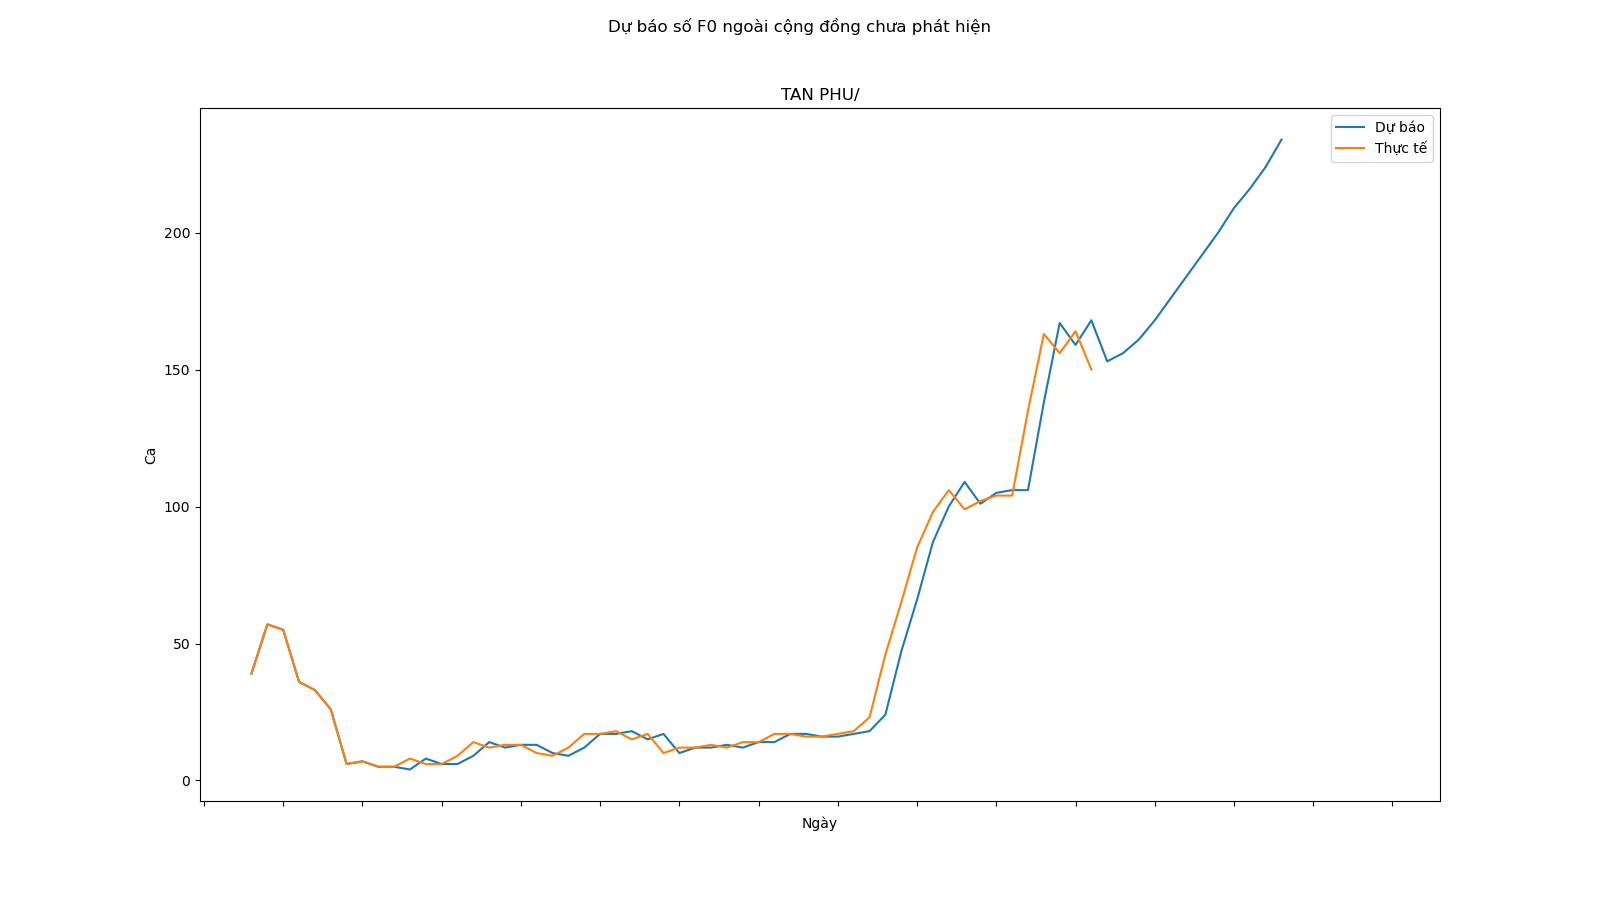 Dự báo số F0 ngoài cộng đồng chưa phát hiện
TAN PHU/
Dự báo
Thực tế
200
150
100
50
0
Ca
Ngày